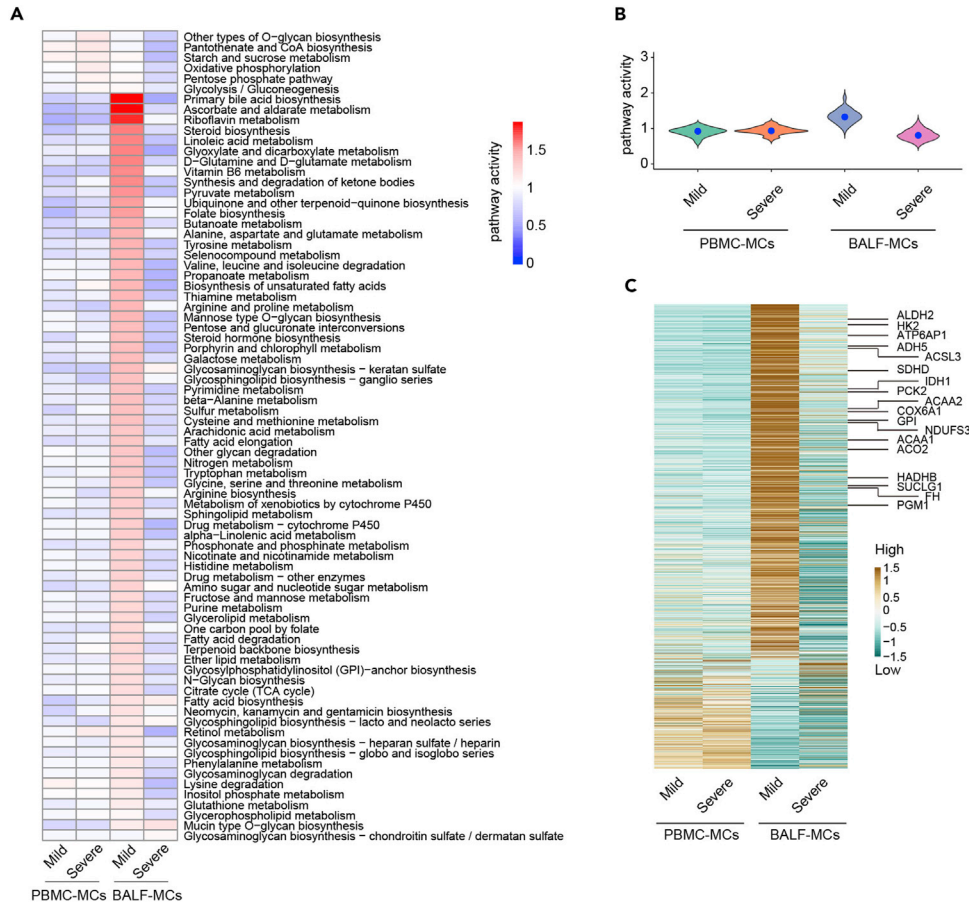 A
Other types of O-glycan biosynthesis
Pantothenate and CoA biosynthesis
Starch and sucrose metabolism
Oxidative phosphorylation
Pentose phosphate pathway
Glycolysis / Gluconeogenesis
Primary bile acid biosynthesis
Ascorbate and aldarate metabolism
Riboflavin metabolism
Steroid biosynthesis
Linoleic acid metabolism
Glyoxylate and dicarboxylate metabolism
D-Glutamine and D-glutamate metabolism
Vitamin B6 metabolism
Synthesis and degradation of ketone bodies
Pyruvate metabolism
Ubiquinone and other terpenoid-quinone biosynthesis
Folate biosynthesis
Butanoate metabolism
Alanine, aspartate and glutamate metabolism
Tyrosine metabolism
Selenocompound metabolism
Valine, leucine and isoleucine degradation
Propanoate metabolism
Biosynthesis of unsaturated fatty acids
Thiamine metabolism
Arginine and proline metabolism
Mannose type O-glycan biosynthesis
Pentose and glucuronate interconversions
Steroid hormone biosynthesis
Porphyrin and chlorophyll metabolism
Galactose metabolism
Glycosaminoglycan biosynthesis - keratan sulfate
Glycosphingolipid biosynthesis - ganglio series
Pyrimidine metabolism
beta-Alanine metabolism
Sulfur metabolism
Cysteine and methionine metabolism
Arachidonic acid metabolism
Fatty acid elongation
Other glycan degradation
Nitrogen metabolism
Tryptophan metabolism
Glycine, serine and threonine metabolism
Arginine biosynthesis
Metabolism of xenobiotics by cytochrome P450
Sphingolipid metabolism
Drug metabolism - cytochrome P450
alpha-Linolenic acid metabolism
Phosphonate and phosphinate metabolism
Nicotinate and nicotinamide metabolism
Histidine metabolism
Drug metabolism - other enzymes
Amino sugar and nucleotide sugar metabolism
Fructose and mannose metabolism
Purine metabolism
Glycerolipid metabolism
One carbon pool by folate
Fatty acid degradation
Terpenoid backbone biosynthesis
Ether lipid metabolism
Glycosylphosphatidylinositol (GPI)-anchor biosynthesis
N-Glycan biosynthesis
Citrate cycle (TCA cycle)
Fatty acid biosynthesis
Neomycin, kanamycin and gentamicin biosynthesis
Glycosphingolipid biosynthesis - lacto and neolacto series
Retinol metabolism
Glycosaminoglycan biosynthesis - heparan sulfate / heparin
Glycosphingolipid biosynthesis - globo and isoglobo series
Phenylalanine metabolism
Glycosaminoglycan degradation
Lysine degradation
Inositol phosphate metabolism
Glutathione metabolism
Glycerophospholipid metabolism
Mucin type O-glycan biosynthesis
Glycosaminoglycan biosynthesis - chondroitin sulfate / dermatan sulfate
Mild
Severe
Mild
Severe
PBMC-MCs BALF-MCs
pathway activity
1.5
1
0.5
0
B
pathway activity
3
2
1
0
Mild
Severe
Mild
Severe
PBMC-MCs
BALF-MCs
C
ALDH2
HK2
ATP6AP1
ADH5
ACSL3
SDHD
IDH1
PCK2
ACAA2
COX6A1
GPI
NDUFS3
ACAA1
ACO2
HADHB
SUCLG1
FH
PGM1
High
1.5
1
0.5
0
−0.5
−1
−1.5
Low
Mild
Severe
Mild
Severe
PBMC-MCs
BALF-MCs